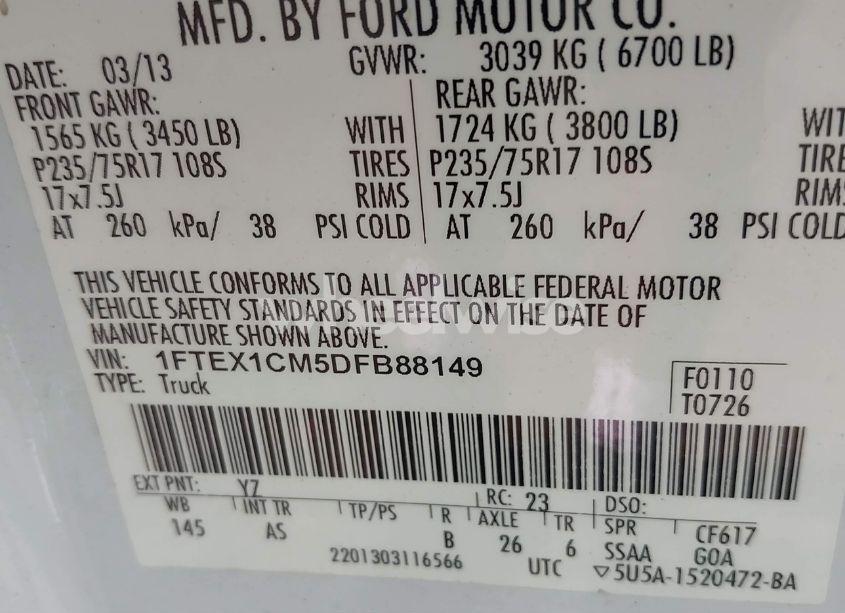 MFD. BY FORD MOTOR CO.
DATE: 03/13 GVWR: 3039 KG ( 6700 LB)
FRONT GAWR: REAR GAWR:
1565 KG ( 3450 LB) WITH 1724 KG ( 3800 LB) WIT
P235/75R17 108S TIRES P235/75R17 108S TIRE
17x7.5J RIMS 17x7.5J RIMS
AT 260 kPa/ 38 PSI COLD AT 260 kPa/ 38 PSI COLD
THIS VEHICLE CONFORMS TO ALL APPLICABLE FEDERAL MOTOR
VEHICLE SAFETY STANDARDS IN EFFECT ON THE DATE OF
MANUFACTURE SHOWN ABOVE.
VIN: 1FTEX1CM5DFB88149 F0110
TYPE: Truck T0726
EXT PNT: YZ RC: 23 DSO:
WB INT TR TP/PS R AXLE TR SPR CF617
145 AS B 26 6 SSAA GOA
2201303116566 UTC ▽5U5A-1520472-BA